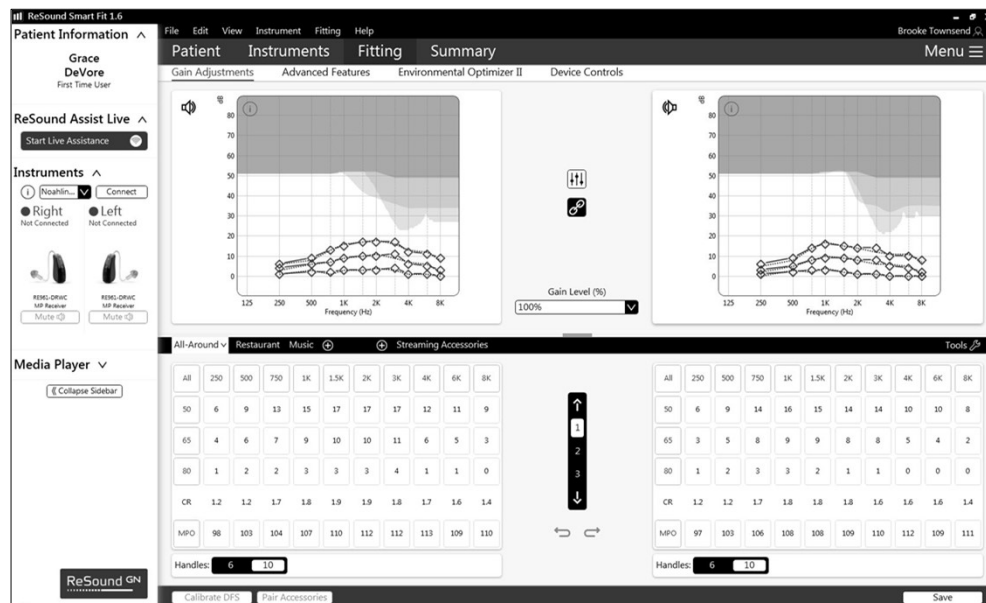 ReSound Smart Fit 1.6
File Edit View Instrument Fitting Help
Brooke Townsend
Patient Information
Grace
DeVore
First Time User
ReSound Assist Live
Start Live Assistance
Instruments
Noahlin... Connect
Right Left
Not Connected Not Connected
RE961-DRWC RE961-DRWC
MP Receiver MP Receiver
Mute Mute
Media Player
Collapse Sidebar
ReSound GN
Patient Instruments Fitting Summary Menu
Gain Adjustments Advanced Features Environmental Optimizer II Device Controls
dB
80
70
60
50
40
30
20
10
0
125 250 500 1K 2K 4K 8K
Frequency (Hz)
Gain Level (%)
100%
dB
80
70
60
50
40
30
20
10
0
125 250 500 1K 2K 4K 8K
Frequency (Hz)
All-Around Restaurant Music Streaming Accessories Tools
All 250 500 750 1K 1.5K 2K 3K 4K 6K 8K
50 6 9 13 15 17 17 17 12 11 9
65 4 6 7 9 10 10 11 6 5 3
80 1 2 2 3 3 3 4 1 1 0
CR 1.2 1.2 1.7 1.8 1.9 1.9 1.8 1.7 1.6 1.4
MPO 98 103 104 107 110 112 112 113 109 110
Handles: 6 10
1
2
3
All 250 500 750 1K 1.5K 2K 3K 4K 6K 8K
50 6 9 14 16 15 14 14 10 10 8
65 3 5 8 9 9 8 8 5 4 2
80 1 2 3 3 2 1 1 0 0 0
CR 1.2 1.2 1.7 1.8 1.8 1.8 1.6 1.6 1.6 1.4
MPO 97 103 106 108 108 109 110 112 109 111
Handles: 6 10
Calibrate DFS Pair Accessories Save